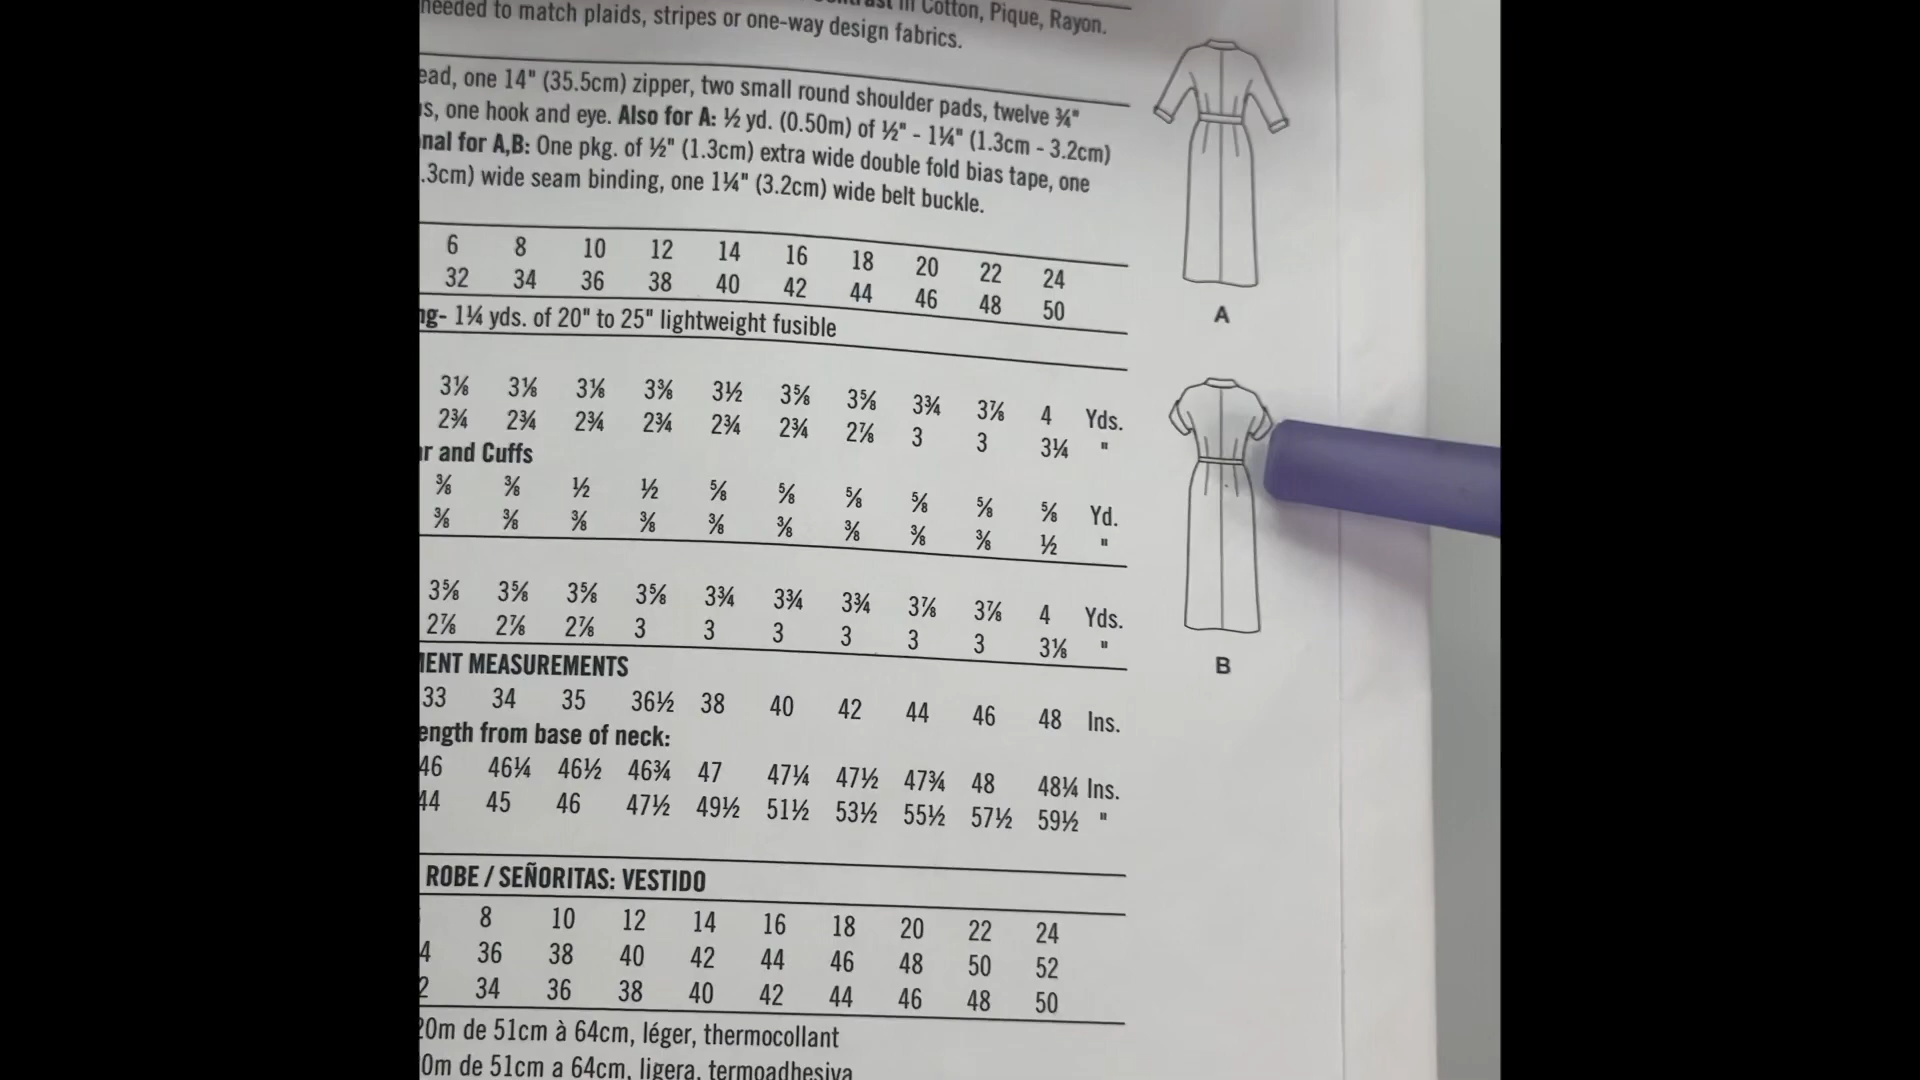 in Cotton, Pique, Rayon.
needed to match plaids, stripes or one-way design fabrics.
one 14" (35.5cm) zipper, two small round shoulder pads, twelve ¾"
one hook and eye. Also for A: ½ yd. (0.50m) of ½" - 1¼" (1.3cm - 3.2cm)
for A,B: One pkg. of ½" (1.3cm) extra wide double fold bias tape, one
.3cm) wide seam binding, one 1¼" (3.2cm) wide belt buckle.
6 8 10 12 14 16 18 20 22 24
32 34 36 38 40 42 44 46 48 50
1¼ yds. of 20" to 25" lightweight fusible
3⅛ 3⅛ 3⅛ 3⅜ 3½ 3⅝ 3⅝ 3¾ 3⅞ 4 Yds.
2¾ 2¾ 2¾ 2¾ 2¾ 2¾ 2⅞ 3 3 3¼ "
and Cuffs
⅜ ⅜ ½ ½ ⅝ ⅝ ⅝ ⅝ ⅝ ⅝ Yd.
⅜ ⅜ ⅜ ⅜ ⅜ ⅜ ⅜ ⅜ ⅜ ½ "
3⅝ 3⅝ 3⅝ 3⅝ 3¾ 3¾ 3¾ 3⅞ 3⅞ 4 Yds.
2⅞ 2⅞ 2⅞ 3 3 3 3 3 3 3⅛ "
MEASUREMENTS
33 34 35 36½ 38 40 42 44 46 48 Ins.
from base of neck:
46 46¼ 46½ 46¾ 47 47¼ 47½ 47¾ 48 48¼ Ins.
44 45 46 47½ 49½ 51½ 53½ 55½ 57½ 59½ "
ROBE / SEÑORITAS: VESTIDO
8 10 12 14 16 18 20 22 24
4 36 38 40 42 44 46 48 50 52
2 34 36 38 40 42 44 46 48 50
20m de 51cm à 64cm, léger, thermocollant
0m de 51cm a 64cm, ligera, termoadhesiva
A
B